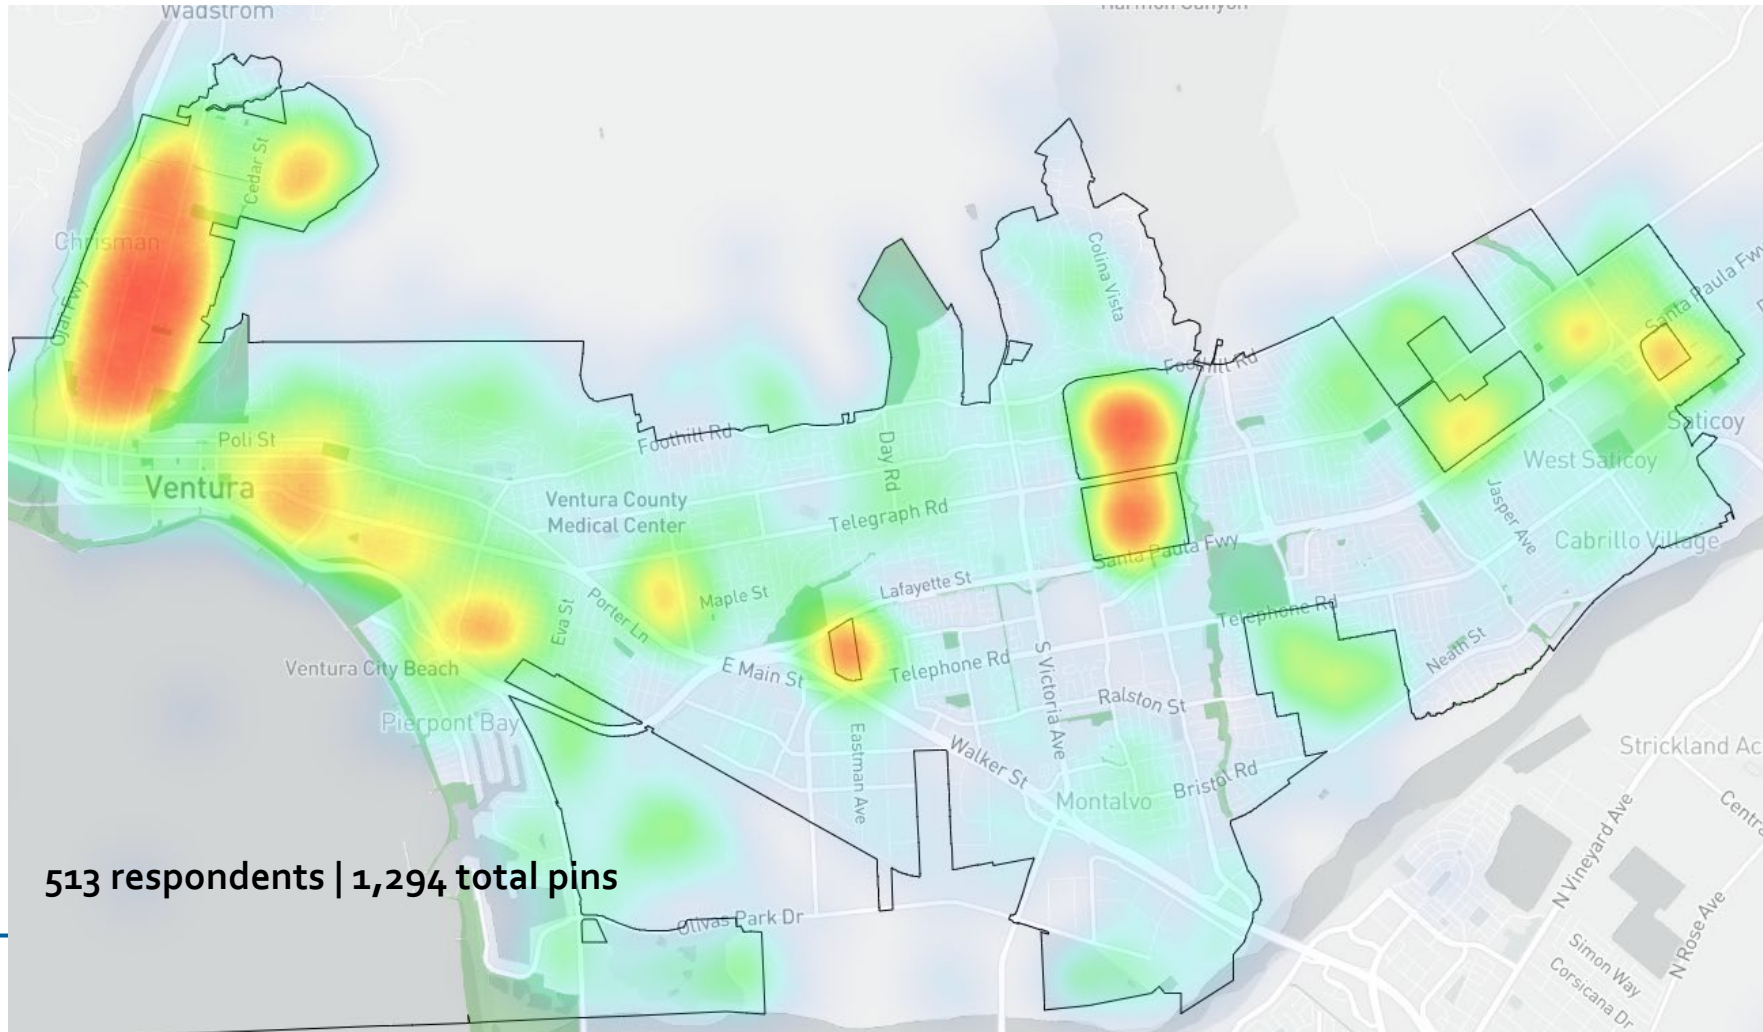 Wadstrom
Harmon Canyon
Cedar St
Chrisman
Ojai Fwy
Colina Vista
Santa Paula Fwy
Foothill Rd
Poli St
Foothill Rd
Day Rd
Saticoy
West Saticoy
Ventura
Ventura County
Medical Center
Telegraph Rd
Jasper Ave
Santa Paula Fwy
Cabrillo Village
Lafayette St
Maple St
Eva St
Porter Ln
Telephone Rd
Ventura City Beach
E Main St
Telephone Rd
S Victoria Ave
Neath St
Ralston St
Pierpont Bay
Eastman Ave
Walker St
Bristol Rd
Montalvo
Strickland Ac
Centra
N Vineyard Ave
513 respondents | 1,294 total pins
Olivas Park Dr
N Rose Ave
Simon Way
Corsicana Dr